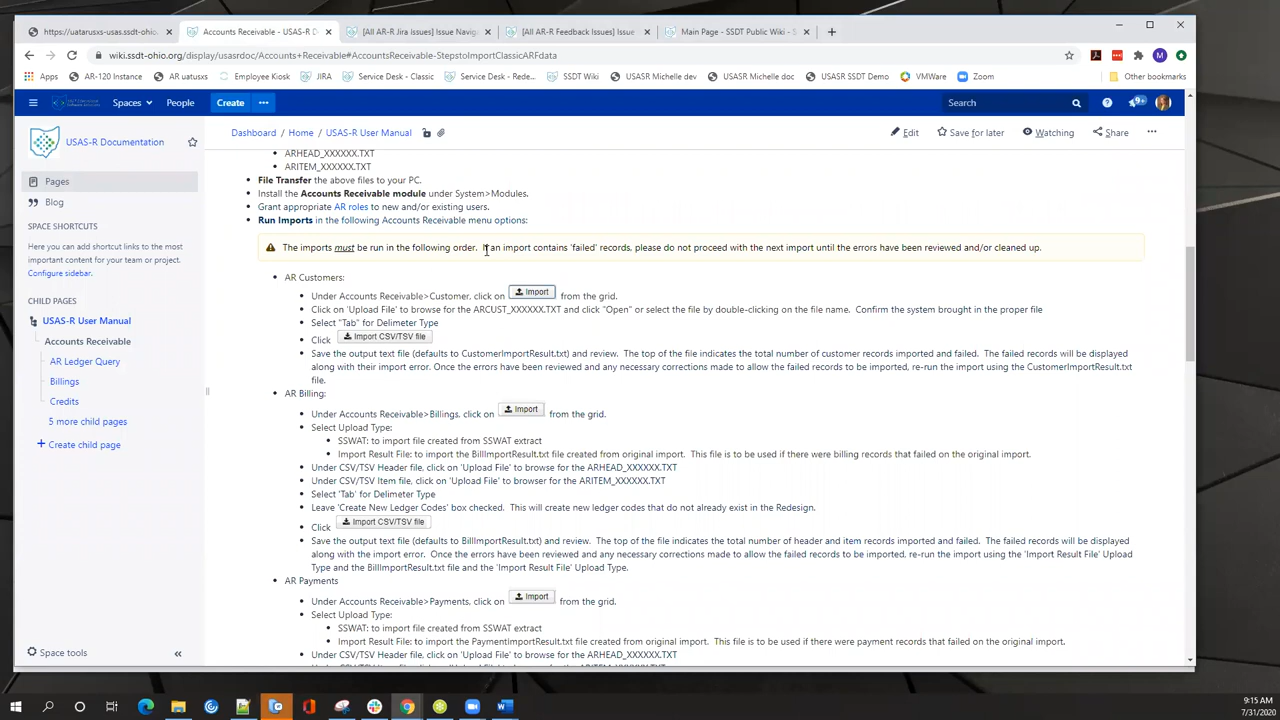 https://uatarusxs-usas.ssdt-ohio.
Accounts Receivable - USAS-R D
[All AR-R Jira Issues] Issue Navig
[All AR-R Feedback Issues] Issue
Main Page - SSDT Public Wiki - S
wiki.ssdt-ohio.org/display/usasrdoc/Accounts+Receivable#AccountsReceivable-StepstoImportClassicARFdata
M
Apps
AR-120 Instance
AR uatusxs
Employee Kiosk
JIRA
Service Desk - Classic
Service Desk - Rede...
SSDT Wiki
USASR Michelle dev
USASR Michelle doc
USASR SSDT Demo
VMWare
Zoom
Other bookmarks
Spaces
People
Create
Search
9+
USAS-R Documentation
Pages
Blog
SPACE SHORTCUTS
Here you can add shortcut links to the most
important content for your team or project.
Configure sidebar.
CHILD PAGES
USAS-R User Manual
Accounts Receivable
AR Ledger Query
Billings
Credits
5 more child pages
Create child page
Space tools
Dashboard / Home / USAS-R User Manual
Edit
Save for later
Watching
Share
ARHEAD_XXXXXX.TXT
ARITEM_XXXXXX.TXT
File Transfer the above files to your PC.
Install the Accounts Receivable module under System>Modules.
Grant appropriate AR roles to new and/or existing users.
Run Imports in the following Accounts Receivable menu options:
The imports must be run in the following order. If an import contains 'failed' records, please do not proceed with the next import until the errors have been reviewed and/or cleaned up.
AR Customers:
Under Accounts Receivable>Customer, click on Import from the grid.
Click on 'Upload File' to browse for the ARCUST_XXXXXX.TXT and click "Open" or select the file by double-clicking on the file name. Confirm the system brought in the proper file
Select "Tab" for Delimeter Type
Click Import CSV/TSV file
Save the output text file (defaults to CustomerImportResult.txt) and review. The top of the file indicates the total number of customer records imported and failed. The failed records will be displayed
along with their import error. Once the errors have been reviewed and any necessary corrections made to allow the failed records to be imported, re-run the import using the CustomerImportResult.txt
file.
AR Billing:
Under Accounts Receivable>Billings, click on Import from the grid.
Select Upload Type:
SSWAT: to import file created from SSWAT extract
Import Result File: to import the BillImportResult.txt file created from original import. This file is to be used if there were billing records that failed on the original import.
Under CSV/TSV Header file, click on 'Upload File' to browse for the ARHEAD_XXXXXX.TXT
Under CSV/TSV Item file, click on 'Upload File' to browser for the ARITEM_XXXXXX.TXT
Select 'Tab' for Delimeter Type
Leave 'Create New Ledger Codes' box checked. This will create new ledger codes that do not already exist in the Redesign.
Click Import CSV/TSV file
Save the output text file (defaults to BillImportResult.txt) and review. The top of the file indicates the total number of header and item records imported and failed. The failed records will be displayed
along with the import error. Once the errors have been reviewed and any necessary corrections made to allow the failed records to be imported, re-run the import using the 'Import Result File' Upload
Type and the BillImportResult.txt file and the 'Import Result File' Upload Type.
AR Payments
Under Accounts Receivable>Payments, click on Import from the grid.
Select Upload Type:
SSWAT: to import file created from SSWAT extract
Import Result File: to import the PaymentImportResult.txt file created from original import. This file is to be used if there were payment records that failed on the original import.
Under CSV/TSV Header file, click on 'Upload File' to browse for the ARHEAD_XXXXXX.TXT
9:15 AM
7/31/2020